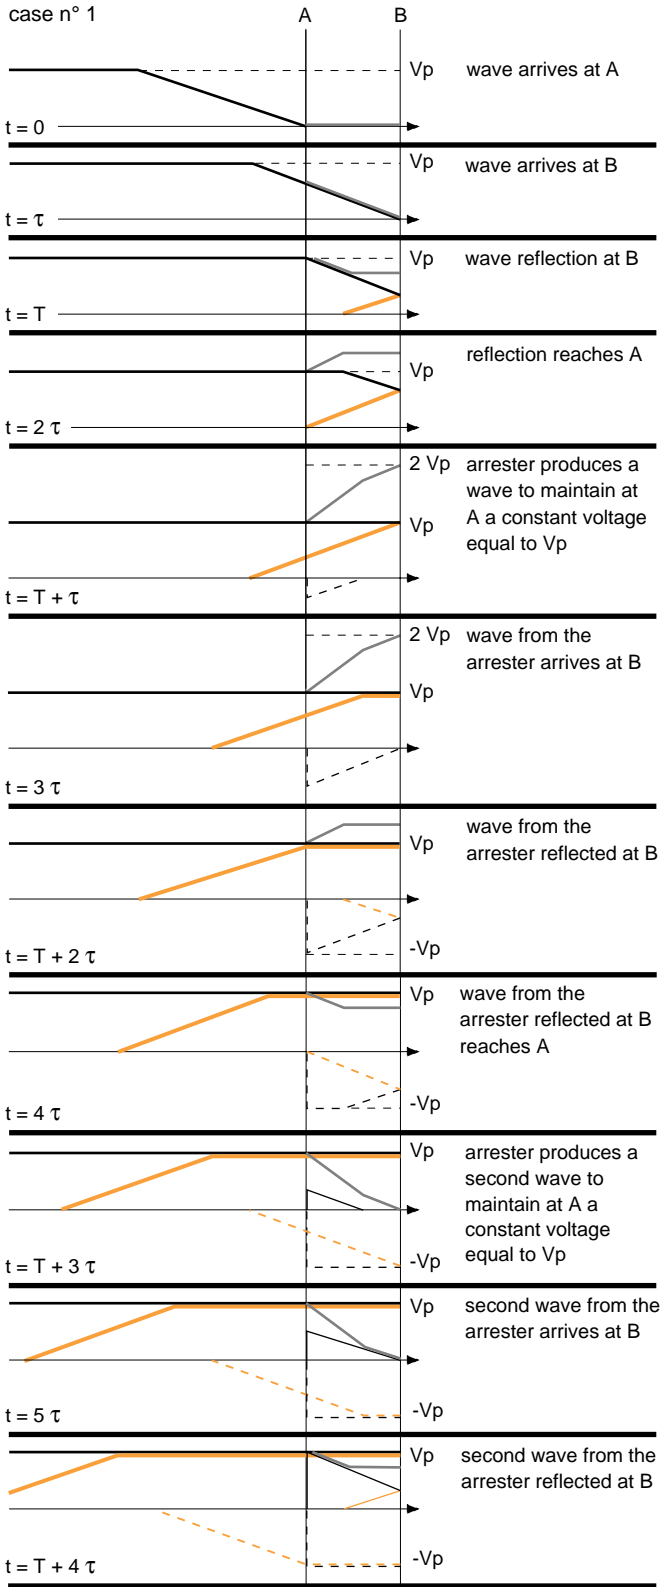 case n° 1
A
B
Vp
wave arrives at A
t = 0
Vp
wave arrives at B
t = τ
Vp
wave reflection at B
t = T
reflection reaches A
Vp
t = 2 τ
2 Vp
arrester produces a
wave to maintain at
Vp
A a constant voltage
equal to Vp
t = T + τ
2 Vp
wave from the
arrester arrives at B
Vp
t = 3 τ
wave from the
Vp
arrester reflected at B
-Vp
t = T + 2 τ
Vp
wave from the
arrester reflected at B
reaches A
-Vp
t = 4 τ
Vp
arrester produces a
second wave to
maintain at A a
constant voltage
-Vp
equal to Vp
t = T + 3 τ
Vp
second wave from the
arrester arrives at B
-Vp
t = 5 τ
Vp
second wave from the
arrester reflected at B
-Vp
t = T + 4 τ